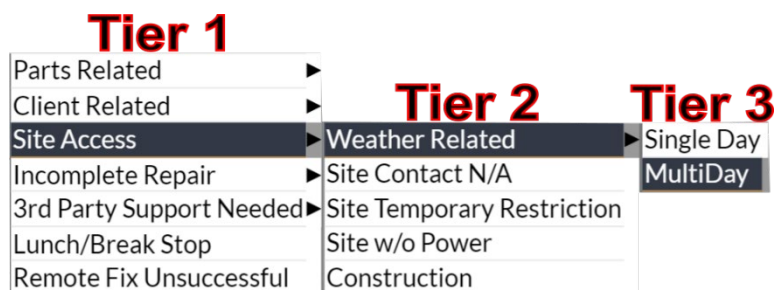 Tier 1
Parts Related
Client Related
Site Access
Incomplete Repair
3rd Party Support Needed
Lunch/Break Stop
Remote Fix Unsuccessful
Tier 2
Weather Related
Site Contact N/A
Site Temporary Restriction
Site w/o Power
Construction
Tier 3
Single Day
MultiDay